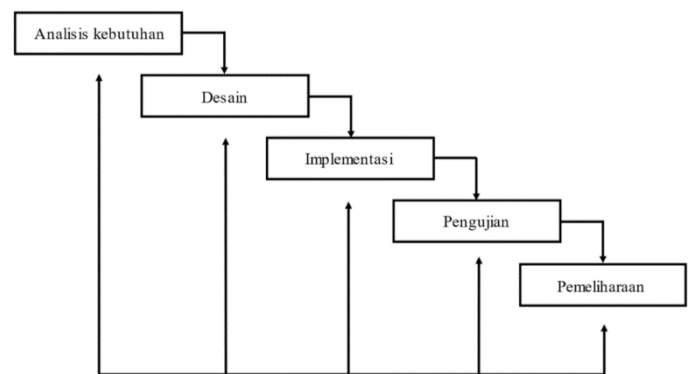 Analisis kebutuhan
Desain
Implementasi
Pengujian
Pemeliharaan